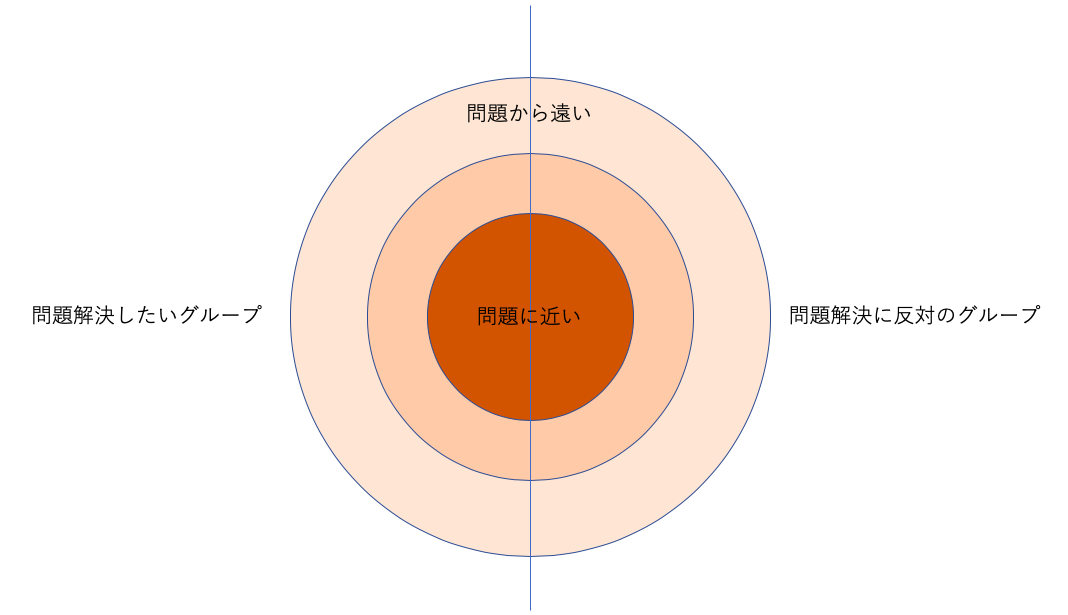 問題から遠い
問題解決したいグループ
問題に近い
問題解決に反対のグループ